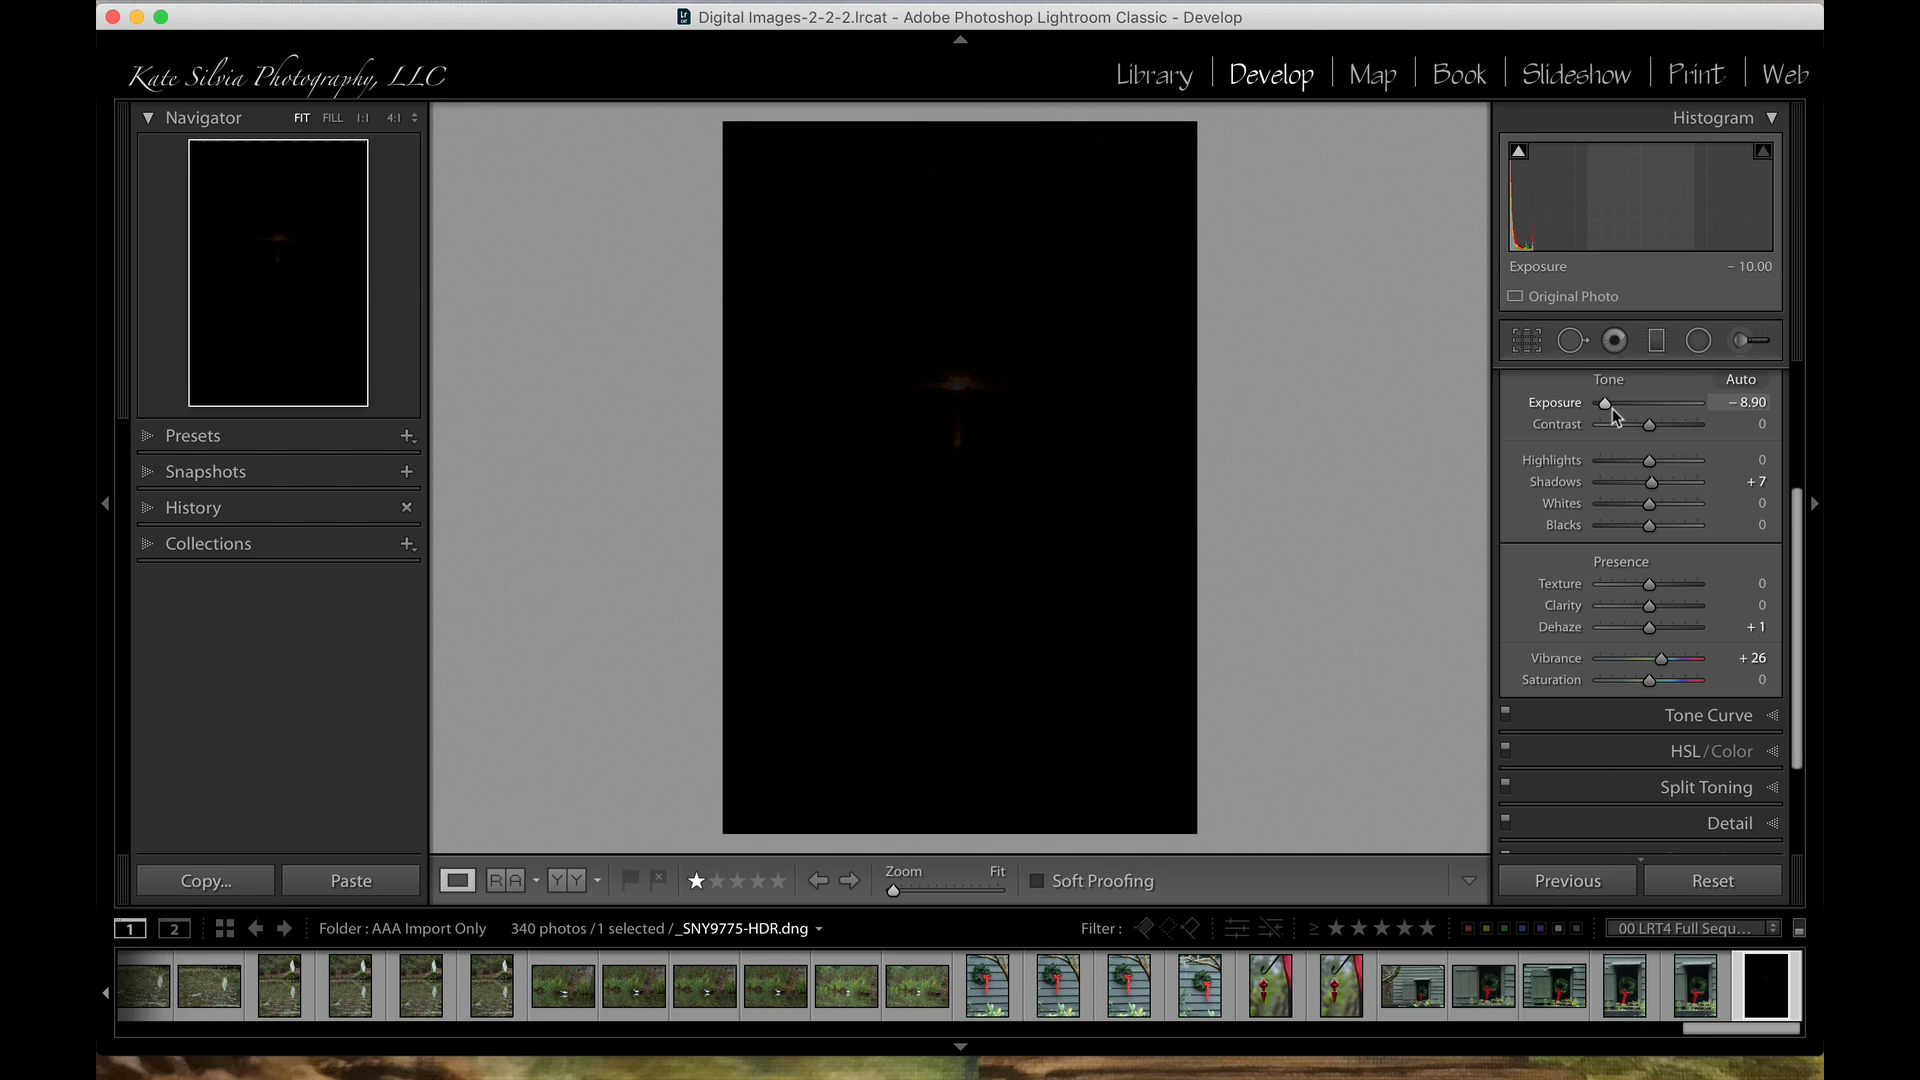 Digital Images-2-2-2.lrcat - Adobe Photoshop Lightroom Classic - Develop
Kate Silvia Photography, LLC
Library | Develop | Map | Book | Slideshow | Print | Web
Navigator FIT FILL 1:1 4:1
Histogram
Exposure – 10.00
Original Photo
Tone Auto
Exposure – 8.90
Contrast 0
Highlights 0
Shadows + 7
Whites 0
Blacks 0
Presence
Texture 0
Clarity 0
Dehaze + 1
Vibrance + 26
Saturation 0
Tone Curve
HSL / Color
Split Toning
Detail
Presets
Snapshots
History
Collections
Copy... Paste
R A Y Y
Zoom Fit
Soft Proofing
Previous Reset
1 2 Folder : AAA Import Only 340 photos / 1 selected / _SNY9775-HDR.dng
Filter : ≥ 00 LRT4 Full Sequ...